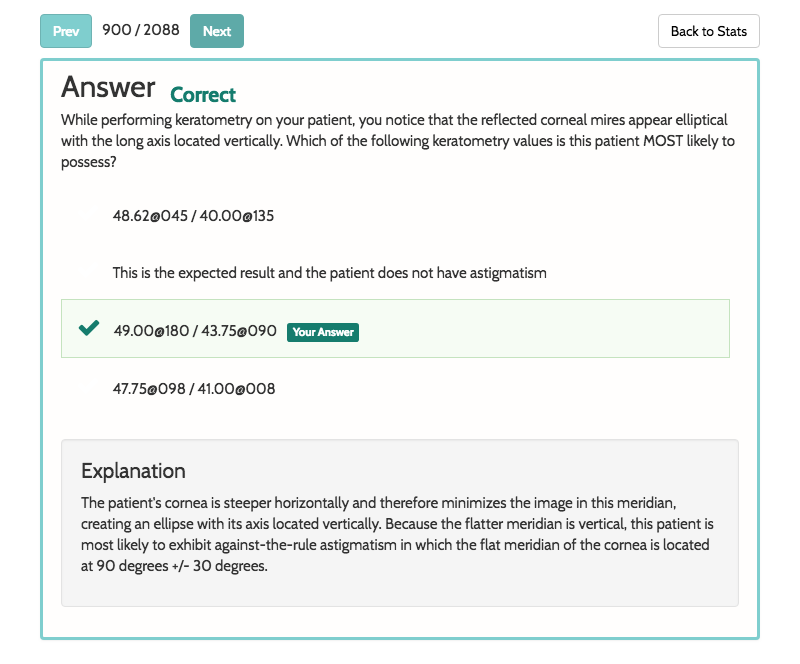 Prev 900 / 2088 Next Back to Stats
Answer Correct
While performing keratometry on your patient, you notice that the reflected corneal mires appear elliptical
with the long axis located vertically. Which of the following keratometry values is this patient MOST likely to
possess?
48.62@045 / 40.00@135
This is the expected result and the patient does not have astigmatism
49.00@180 / 43.75@090 Your Answer
47.75@098 / 41.00@008
Explanation
The patient's cornea is steeper horizontally and therefore minimizes the image in this meridian,
creating an ellipse with its axis located vertically. Because the flatter meridian is vertical, this patient is
most likely to exhibit against-the-rule astigmatism in which the flat meridian of the cornea is located
at 90 degrees +/- 30 degrees.